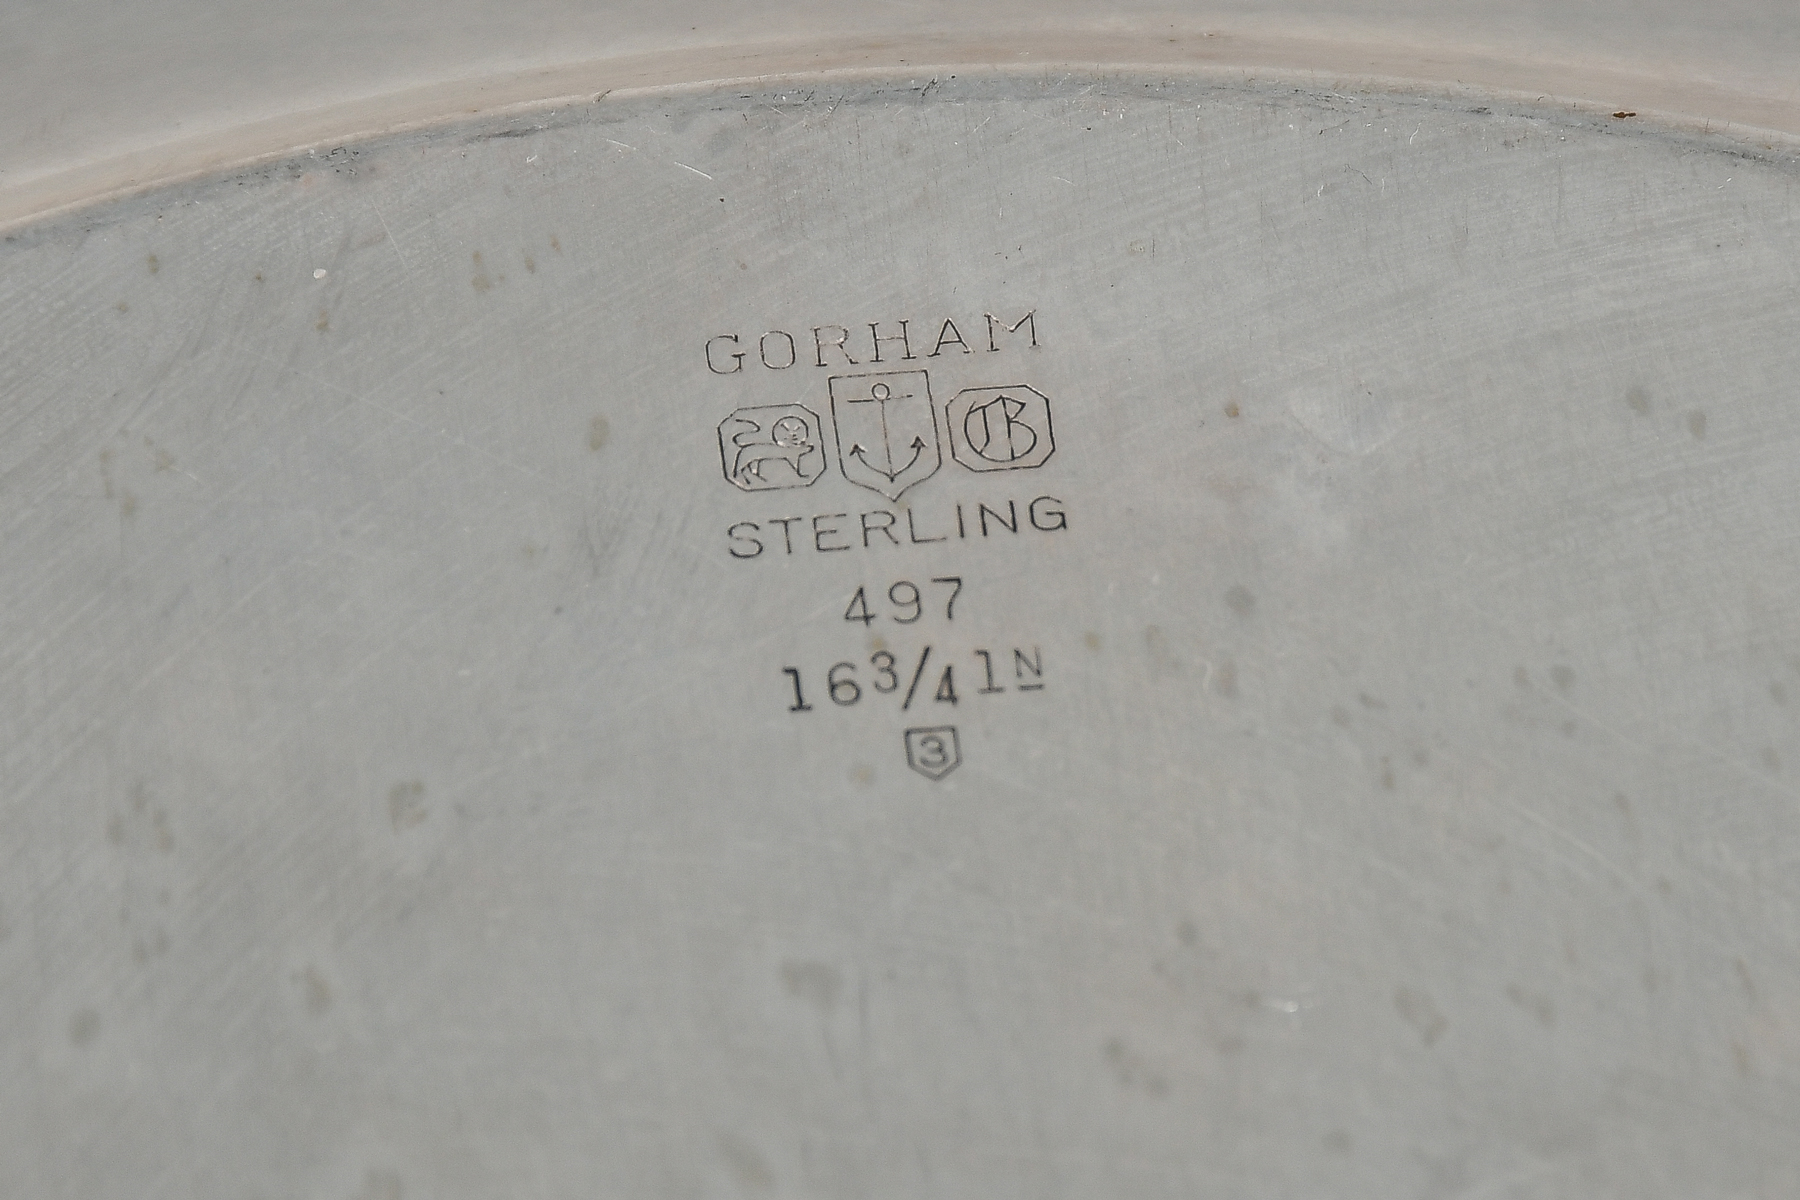 GORHAM
G
STERLING
497
16 3/4 IN
3